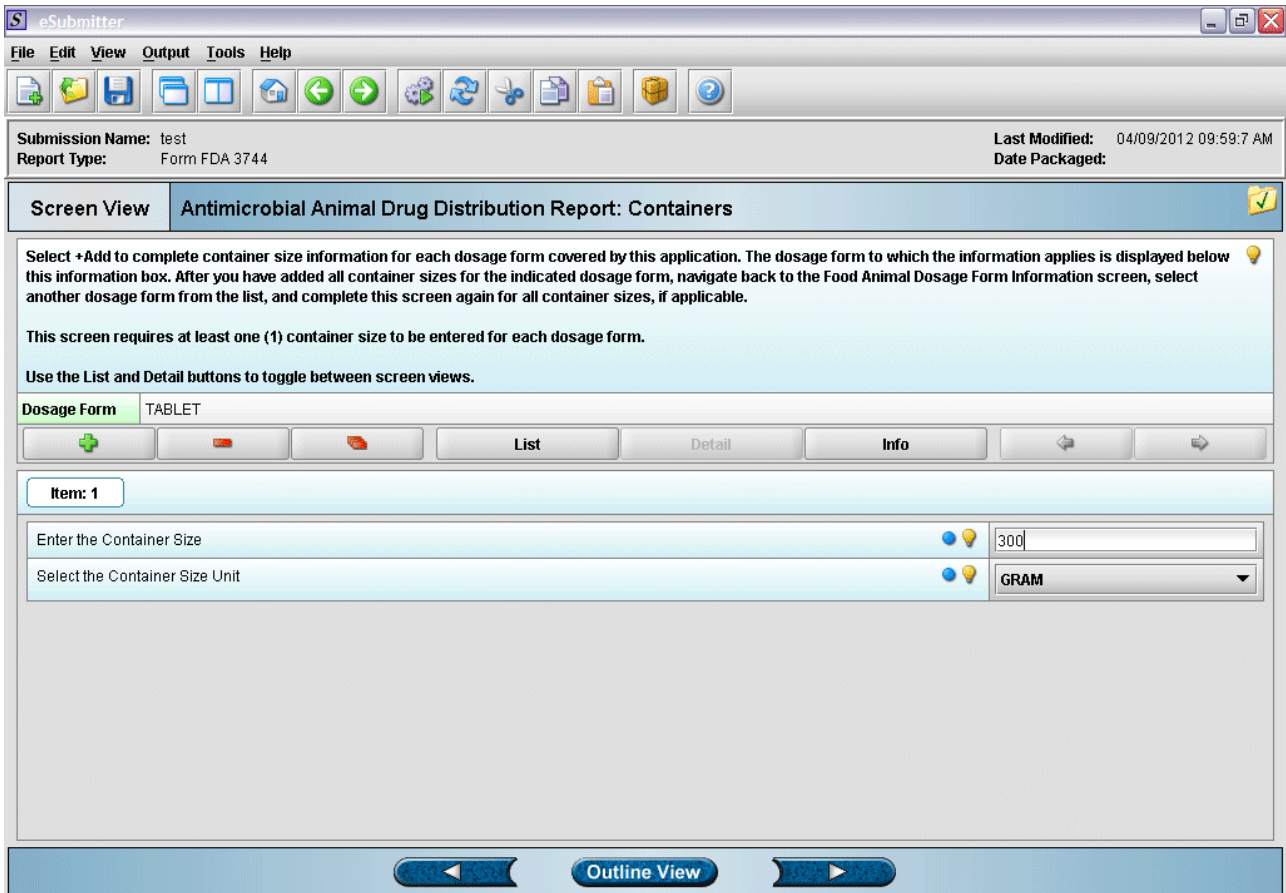 S eSubmitter
File Edit View Output Tools Help
Submission Name: test Last Modified: 04/09/2012 09:59:7 AM
Report Type: Form FDA 3744 Date Packaged:
Screen View Antimicrobial Animal Drug Distribution Report: Containers
Select +Add to complete container size information for each dosage form covered by this application. The dosage form to which the information applies is displayed below
this information box. After you have added all container sizes for the indicated dosage form, navigate back to the Food Animal Dosage Form Information screen, select
another dosage form from the list, and complete this screen again for all container sizes, if applicable.
This screen requires at least one (1) container size to be entered for each dosage form.
Use the List and Detail buttons to toggle between screen views.
Dosage Form TABLET
List Detail Info
Item: 1
Enter the Container Size 300
Select the Container Size Unit GRAM
Outline View